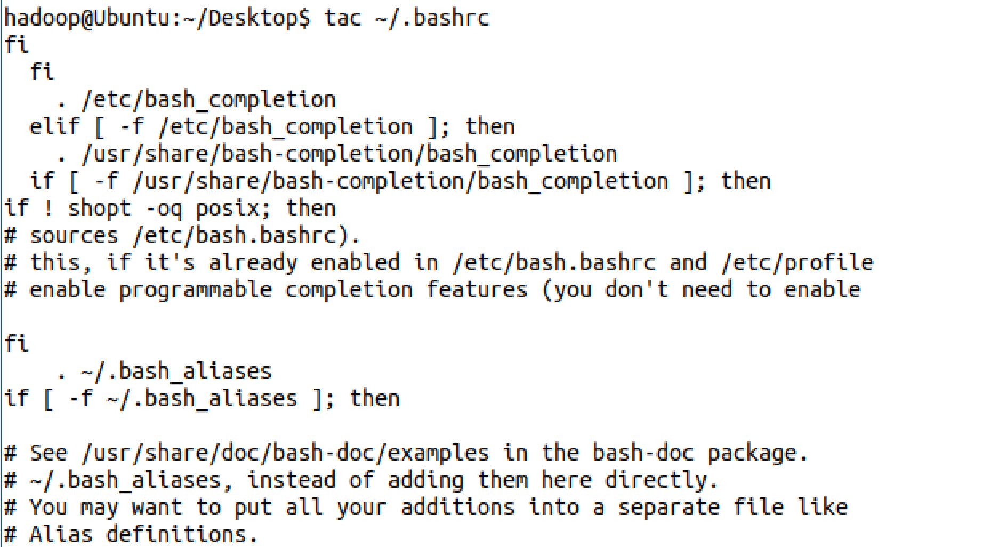 hadoop@Ubuntu:~/Desktop$ tac ~/.bashrc
fi
  fi
    . /etc/bash_completion
  elif [ -f /etc/bash_completion ]; then
    . /usr/share/bash-completion/bash_completion
  if [ -f /usr/share/bash-completion/bash_completion ]; then
if ! shopt -oq posix; then
# sources /etc/bash.bashrc).
# this, if it's already enabled in /etc/bash.bashrc and /etc/profile
# enable programmable completion features (you don't need to enable

fi
    . ~/.bash_aliases
if [ -f ~/.bash_aliases ]; then

# See /usr/share/doc/bash-doc/examples in the bash-doc package.
# ~/.bash_aliases, instead of adding them here directly.
# You may want to put all your additions into a separate file like
# Alias definitions.